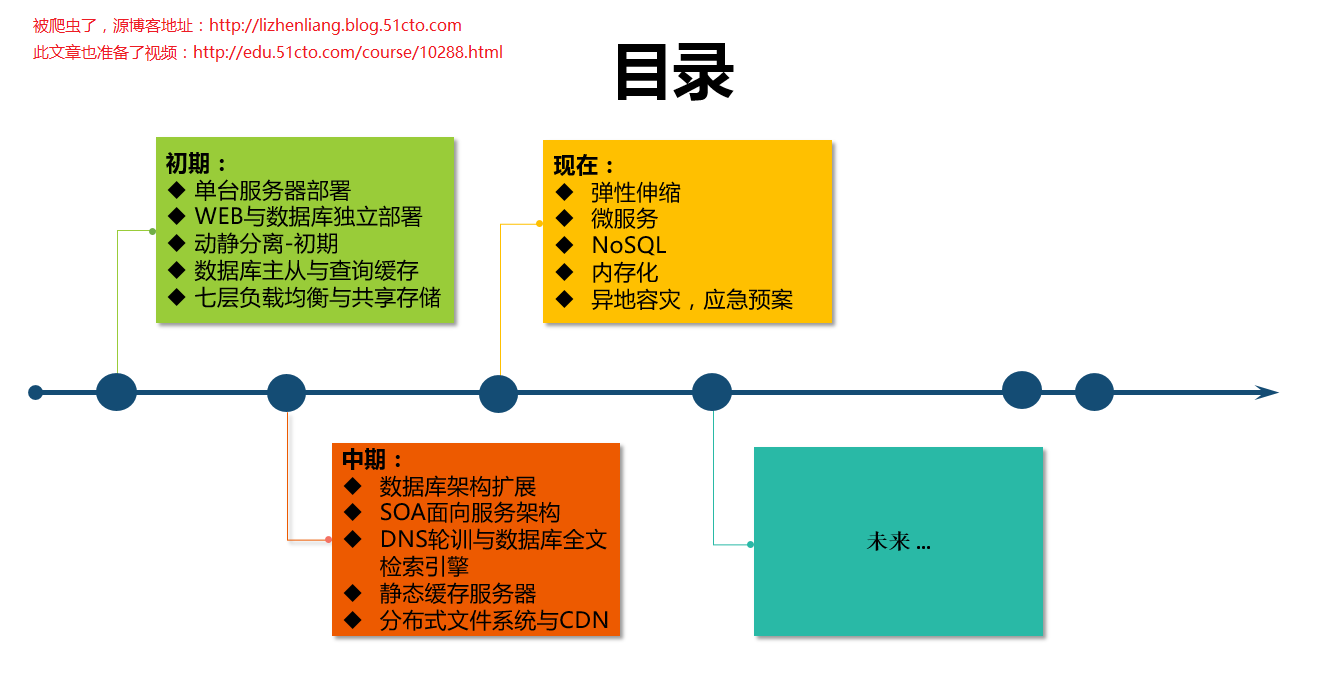 被爬虫了，源博客地址：http://lizhenliang.blog.51cto.com
此文章也准备了视频：http://edu.51cto.com/course/10288.html
目录
初期：
◆ 单台服务器部署
◆ WEB与数据库独立部署
◆ 动静分离-初期
◆ 数据库主从与查询缓存
◆ 七层负载均衡与共享存储
现在：
◆ 弹性伸缩
◆ 微服务
◆ NoSQL
◆ 内存化
◆ 异地容灾，应急预案
中期：
◆ 数据库架构扩展
◆ SOA面向服务架构
◆ DNS轮训与数据库全文
检索引擎
◆ 静态缓存服务器
◆ 分布式文件系统与CDN
未来 ...